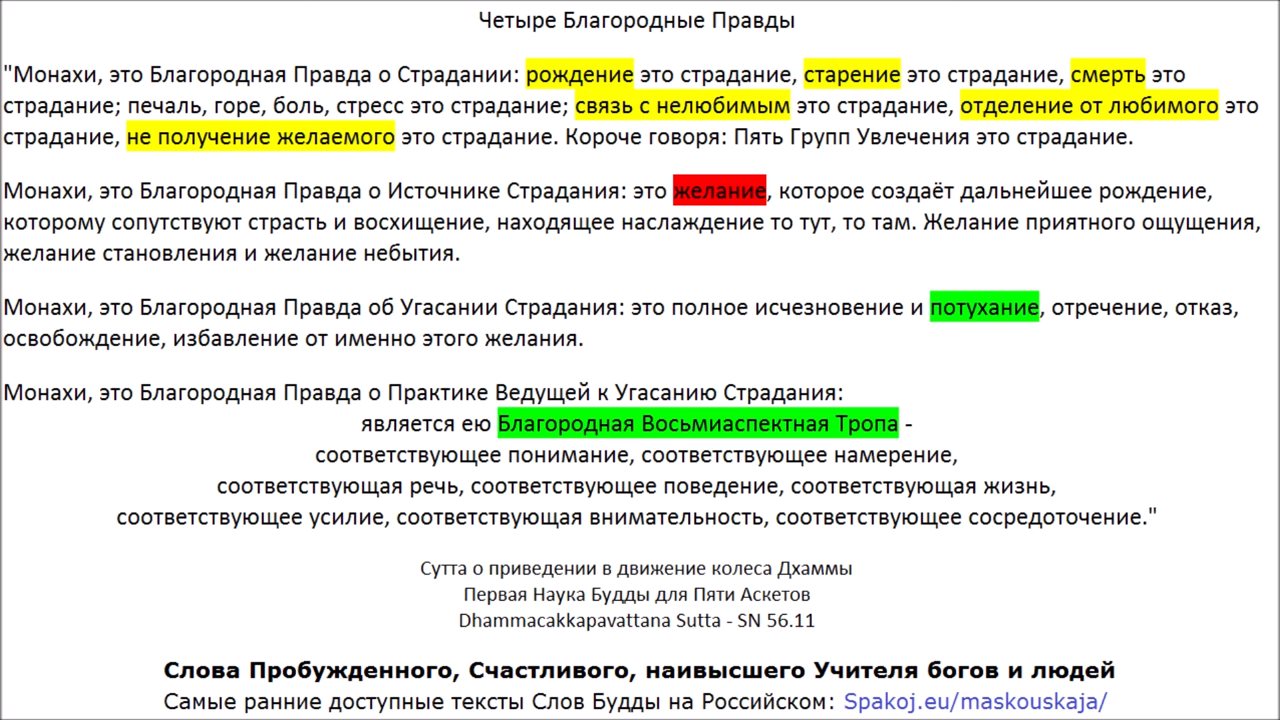 Четыре Благородные Правды
"Монахи, это Благородная Правда о Страдании: рождение это страдание, старение это страдание, смерть это
страдание; печаль, горе, боль, стресс это страдание; связь с нелюбимым это страдание, отделение от любимого это
страдание, не получение желаемого это страдание. Короче говоря: Пять Групп Увлечения это страдание.
Монахи, это Благородная Правда о Источнике Страдания: это желание, которое создаёт дальнейшее рождение,
которому сопутствуют страсть и восхищение, находящее наслаждение то тут, то там. Желание приятного ощущения,
желание становления и желание небытия.
Монахи, это Благородная Правда об Угасании Страдания: это полное исчезновение и потухание, отречение, отказ,
освобождение, избавление от именно этого желания.
Монахи, это Благородная Правда о Практике Ведущей к Угасанию Страдания:
является ею Благородная Восьмиаспектная Тропа -
соответствующее понимание, соответствующее намерение,
соответствующая речь, соответствующее поведение, соответствующая жизнь,
соответствующее усилие, соответствующая внимательность, соответствующее сосредоточение."
Сутта о приведении в движение колеса Дхаммы
Первая Наука Будды для Пяти Аскетов
Dhammacakkapavattana Sutta - SN 56.11
Слова Пробужденного, Счастливого, наивысшего Учителя богов и людей
Самые ранние доступные тексты Слов Будды на Российском: Spakoj.eu/maskouskaja/